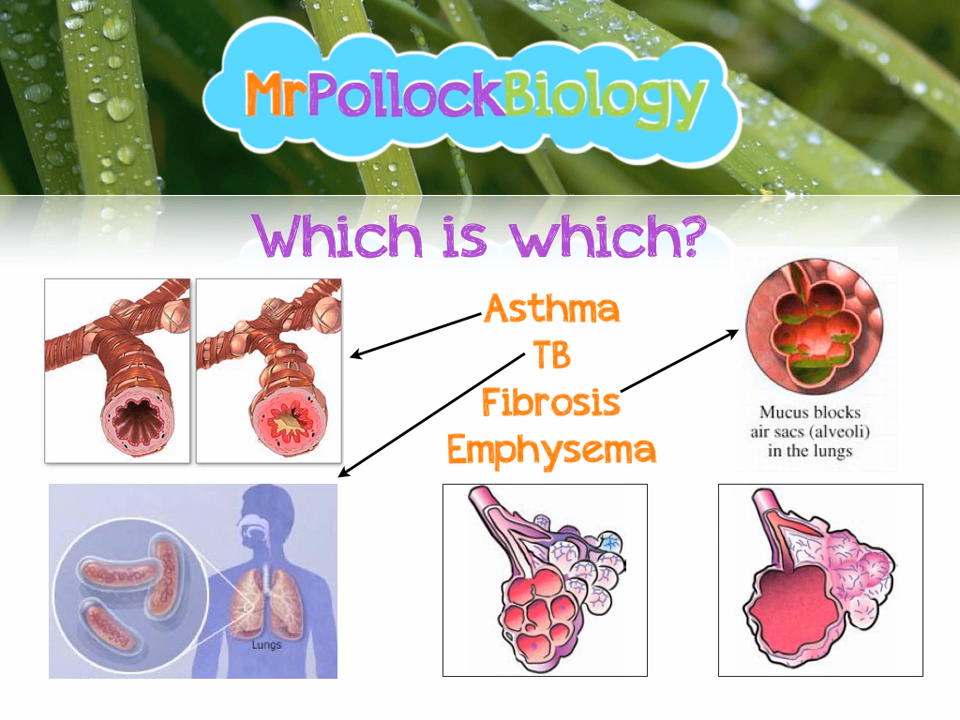 MrPollockBiology
Which is which?
Asthma
TB
Fibrosis
Emphysema
Mucus blocks
air sacs (alveoli)
in the lungs
Lungs